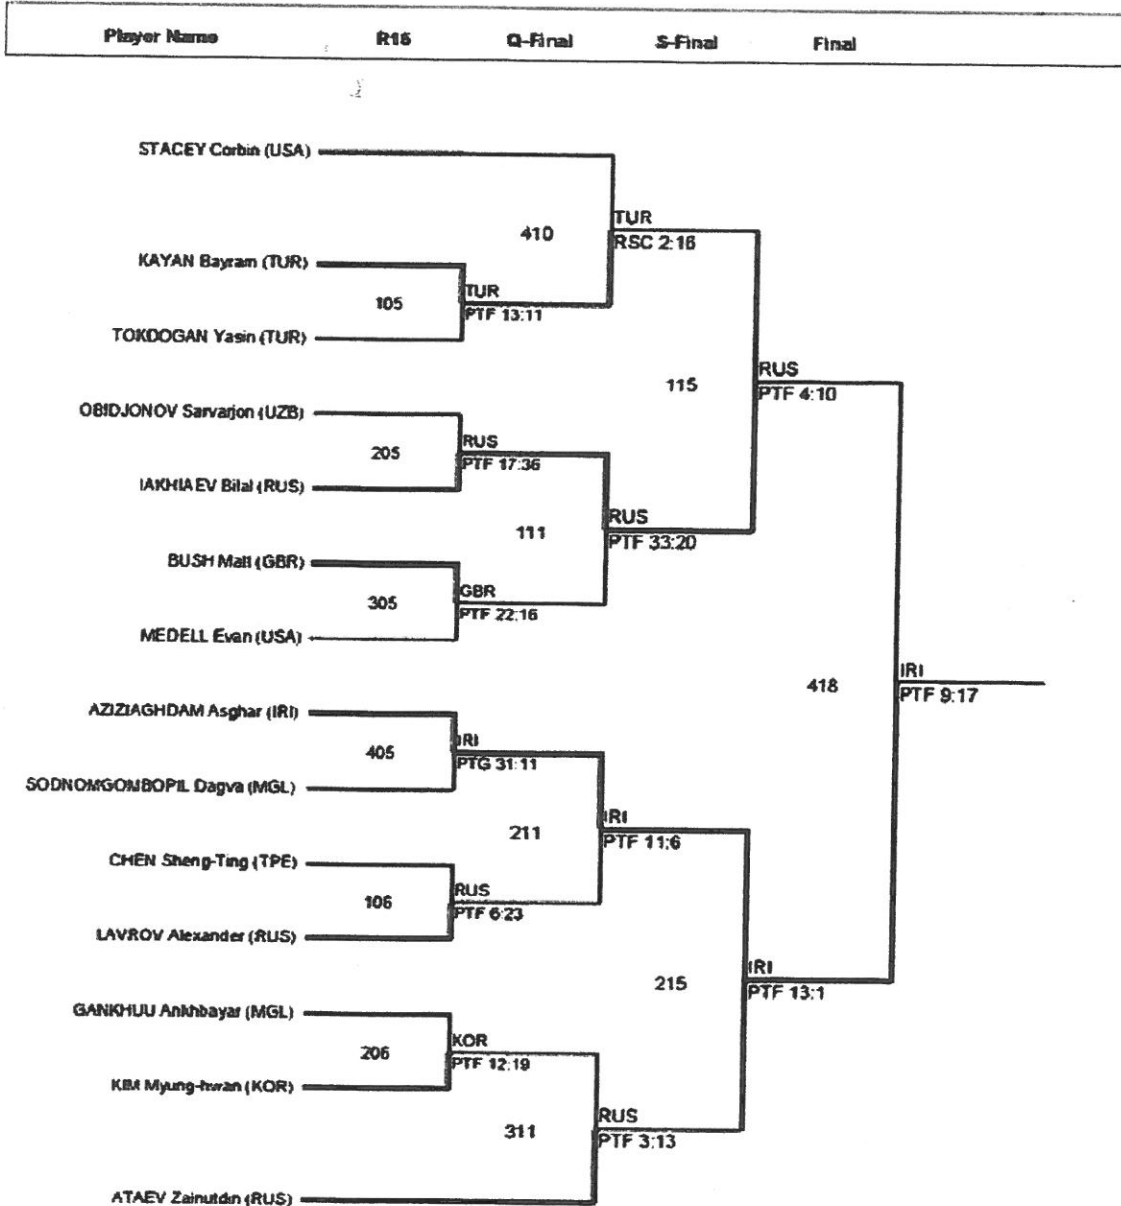 Player Name R16 Q-Final S-Final Final
STACEY Corbin (USA)
TUR
410
RSC 2:16
KAYAN Bayram (TUR)
TUR
105
PTF 13:11
TOKDOGAN Yasin (TUR)
RUS
115
PTF 4:10
OBIDJONOV Sarvarjon (UZB)
RUS
205
PTF 17:36
IAKHIAEV Bilal (RUS)
RUS
111
PTF 33:20
BUSH Matt (GBR)
GBR
305
PTF 22:16
MEDELL Evan (USA)
IRI
418
PTF 9:17
AZIZIAGHDAM Asghar (IRI)
IRI
405
PTG 31:11
SODNOMGOMBOPIL Dagva (MGL)
IRI
211
PTF 11:6
CHEN Sheng-Ting (TPE)
RUS
106
PTF 6:23
LAVROV Alexander (RUS)
IRI
215
PTF 13:1
GANKHUU Ankhbayar (MGL)
KOR
206
PTF 12:19
KIM Myung-hwan (KOR)
RUS
311
PTF 3:13
ATAEV Zainutdin (RUS)